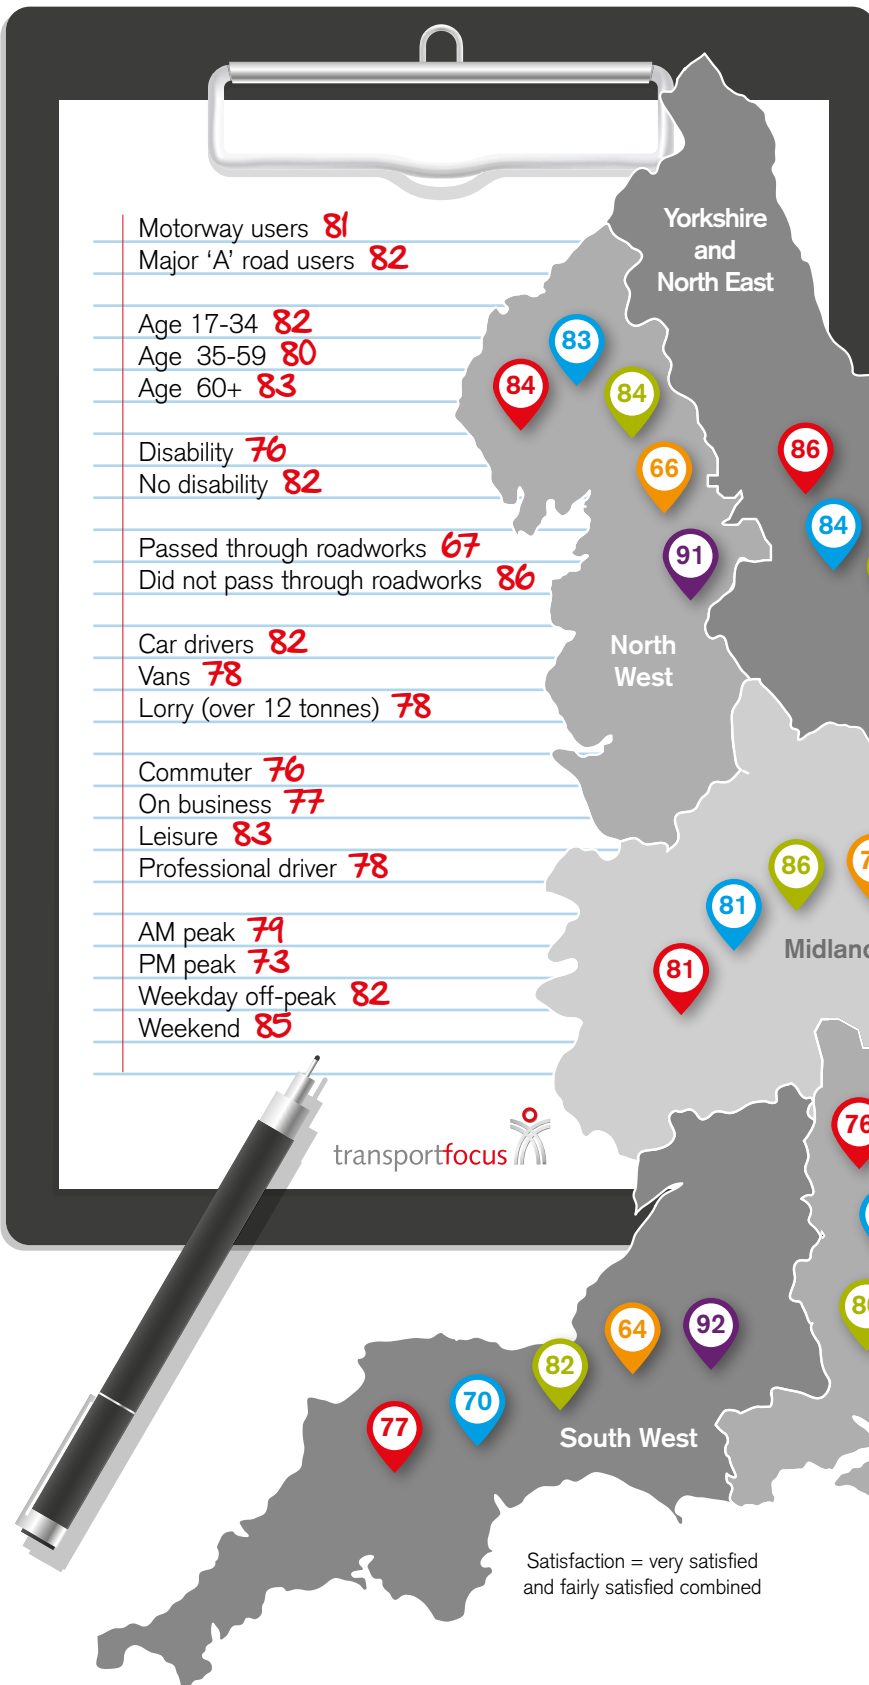 Motorway users 81
Major ‘A’ road users 82
Age 17-34 82
Age 35-59 80
Age 60+ 83
Disability 76
No disability 82
Passed through roadworks 67
Did not pass through roadworks 86
Car drivers 82
Vans 78
Lorry (over 12 tonnes) 78
Commuter 76
On business 77
Leisure 83
Professional driver 78
AM peak 79
PM peak 73
Weekday off-peak 82
Weekend 85
transportfocus
Yorkshire
and
North East
86
84
83
84
84
66
91
North
West
86
81
81
76
64
92
82
70
77
South West
Satisfaction = very satisfied
and fairly satisfied combined